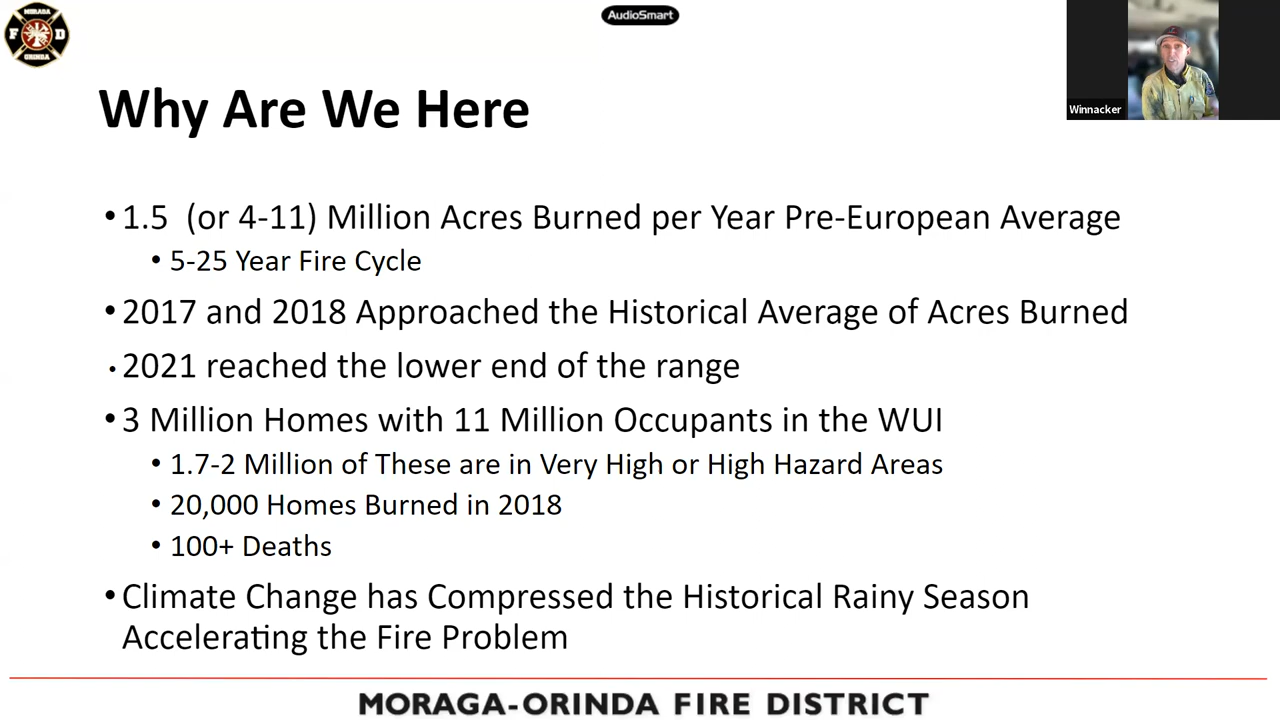 MORAGA
F D
ORINDA
AudioSmart
Winnacker
Why Are We Here
• 1.5 (or 4-11) Million Acres Burned per Year Pre-European Average
• 5-25 Year Fire Cycle
• 2017 and 2018 Approached the Historical Average of Acres Burned
• 2021 reached the lower end of the range
• 3 Million Homes with 11 Million Occupants in the WUI
• 1.7-2 Million of These are in Very High or High Hazard Areas
• 20,000 Homes Burned in 2018
• 100+ Deaths
• Climate Change has Compressed the Historical Rainy Season
Accelerating the Fire Problem
MORAGA-ORINDA FIRE DISTRICT